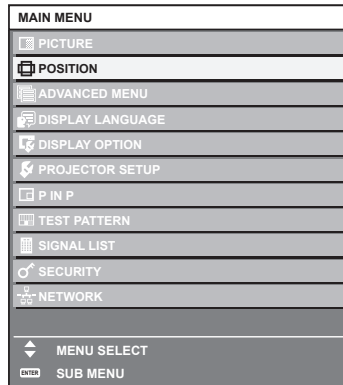 MAIN MENU
PICTURE
POSITION
ADVANCED MENU
DISPLAY LANGUAGE
DISPLAY OPTION
PROJECTOR SETUP
P IN P
TEST PATTERN
SIGNAL LIST
SECURITY
NETWORK
MENU SELECT
ENTER SUB MENU